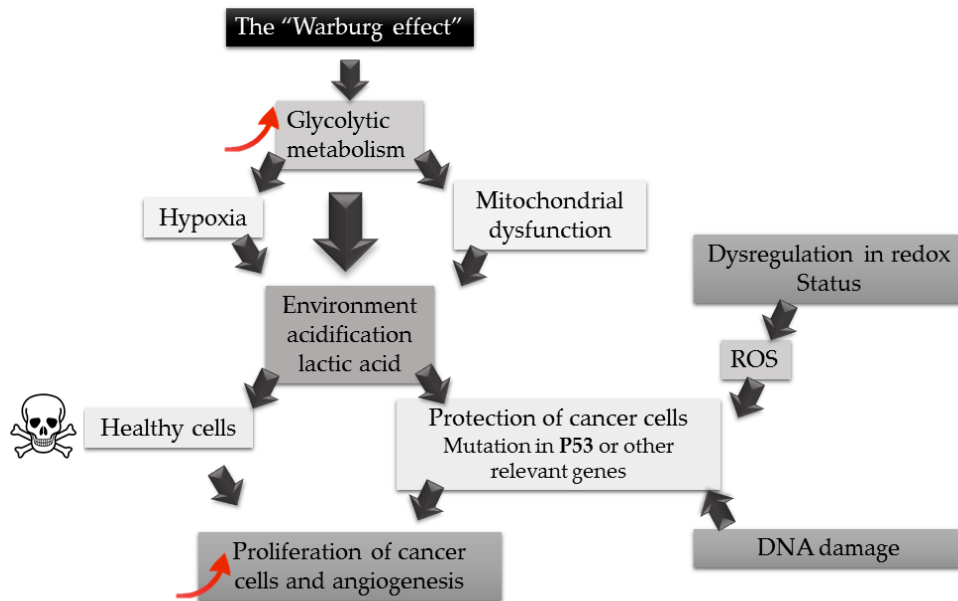 The “Warburg effect”
Glycolytic
metabolism
Hypoxia
Mitochondrial
dysfunction
Dysregulation in redox
Status
Environment
acidification
lactic acid
ROS
Healthy cells
Protection of cancer cells
Mutation in P53 or other
relevant genes
Proliferation of cancer
cells and angiogenesis
DNA damage